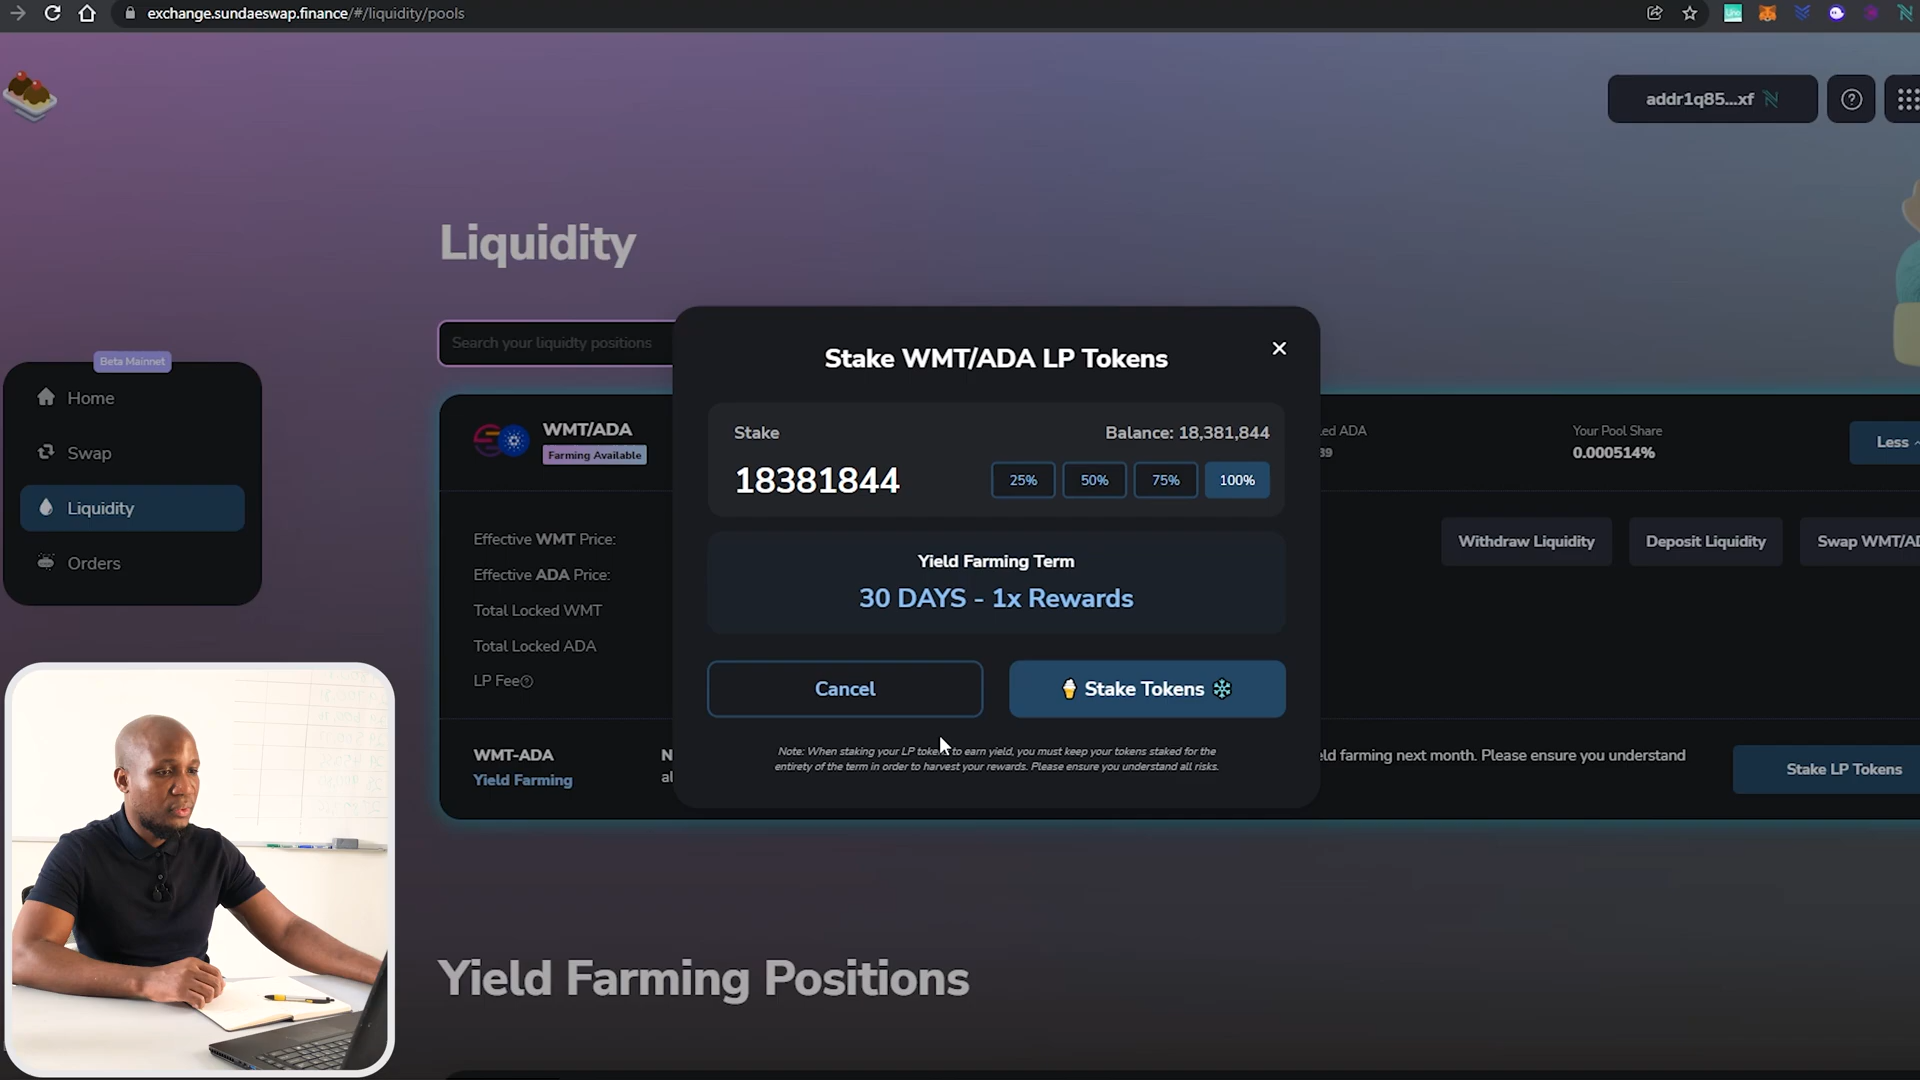 exchange.sundaeswap.finance/#/liquidity/pools
addr1q85...xf
Liquidity
Search your liquidty positions
Beta Mainnet
Home
Swap
Liquidity
Orders
WMT/ADA
Farming Available
ADA
Your Pool Share
0.000514%
Less
Stake WMT/ADA LP Tokens
Stake
Balance: 18,381,844
18381844
25%
50%
75%
100%
Yield Farming Term
30 DAYS - 1x Rewards
Cancel
Stake Tokens
Note: When staking your LP to earn yield, you must keep your tokens staked for the
entirety of the term in order to harvest your rewards. Please ensure you understand all risks.
Effective WMT Price:
Effective ADA Price:
Total Locked WMT
Total Locked ADA
LP Fee
Withdraw Liquidity
Deposit Liquidity
Swap WMT/AD
WMT-ADA
Yield Farming
farming next month. Please ensure you understand
Stake LP Tokens
Yield Farming Positions